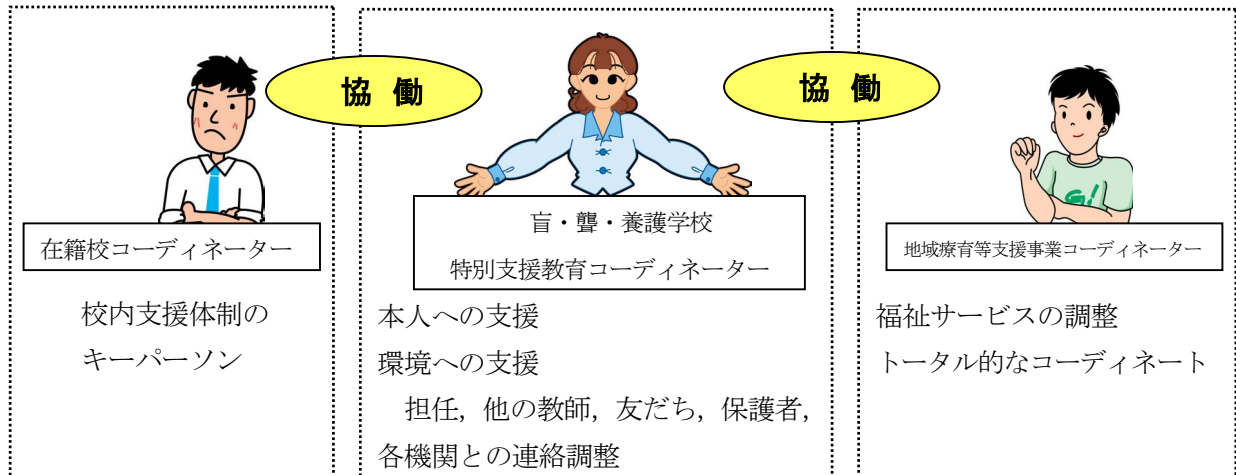 協 働
協 働
在籍校コーディネーター
校内支援体制の
キーパーソン
盲・聾・養護学校
特別支援教育コーディネーター
本人への支援
環境への支援
担任，他の教師，友だち，保護者，
各機関との連絡調整
G!
地域療育等支援事業コーディネーター
福祉サービスの調整
トータル的なコーディネート